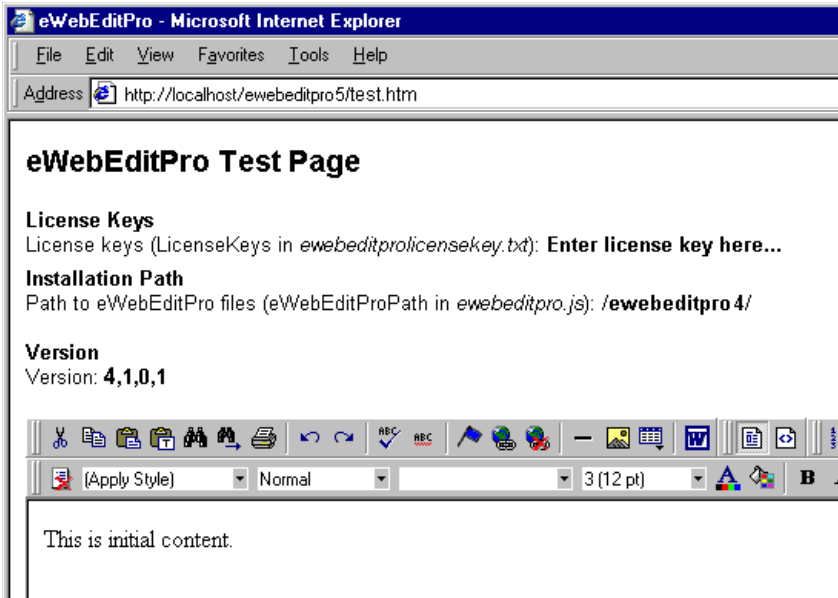 eWebEditPro - Microsoft Internet Explorer
File Edit View Favorites Tools Help
Address http://localhost/ewebeditpro5/test.htm
eWebEditPro Test Page
License Keys
License keys (LicenseKeys in ewebeditprolicensekey.txt): Enter license key here...
Installation Path
Path to eWebEditPro files (eWebEditProPath in ewebeditpro.js): /ewebeditpro4/
Version
Version: 4,1,0,1
ABC ABC W
(Apply Style) Normal 3 (12 pt) A B
This is initial content.